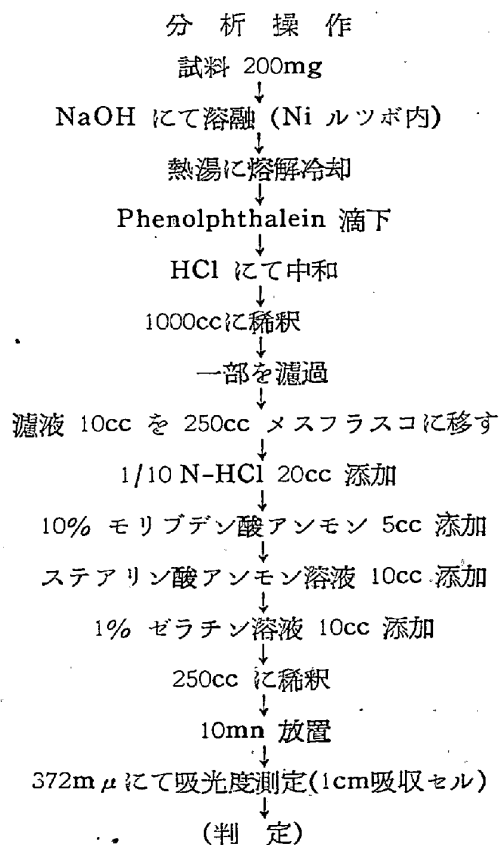 分析操作
試料 200mg
↓
NaOH にて溶融 (Ni ルツボ内)
↓
熱湯に熔解冷却
↓
Phenolphthalein 滴下
↓
HCl にて中和
↓
1000ccに稀釈
↓
一部を濾過
↓
濾液 10cc を 250cc メスフラスコに移す
↓
1/10 N-HCl 20cc 添加
↓
10% モリブデン酸アンモン 5cc 添加
↓
ステアリン酸アンモン溶液 10cc 添加
↓
1% ゼラチン溶液 10cc 添加
↓
250cc に稀釈
↓
10mn 放置
↓
372mμにて吸光度測定(1cm吸収セル)
↓
(判定)